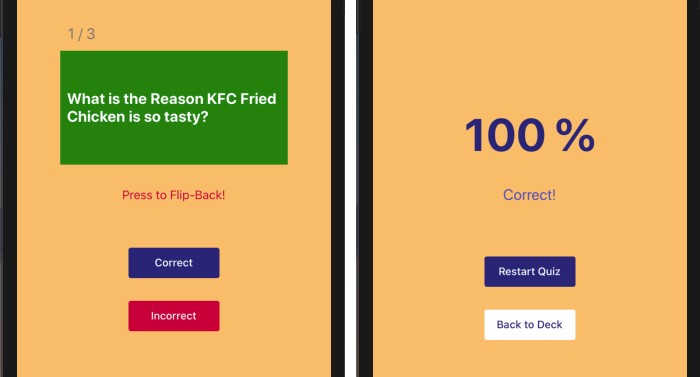 1 / 3
What is the Reason KFC Fried
Chicken is so tasty?
Press to Flip-Back!
Correct
Incorrect
100 %
Correct!
Restart Quiz
Back to Deck